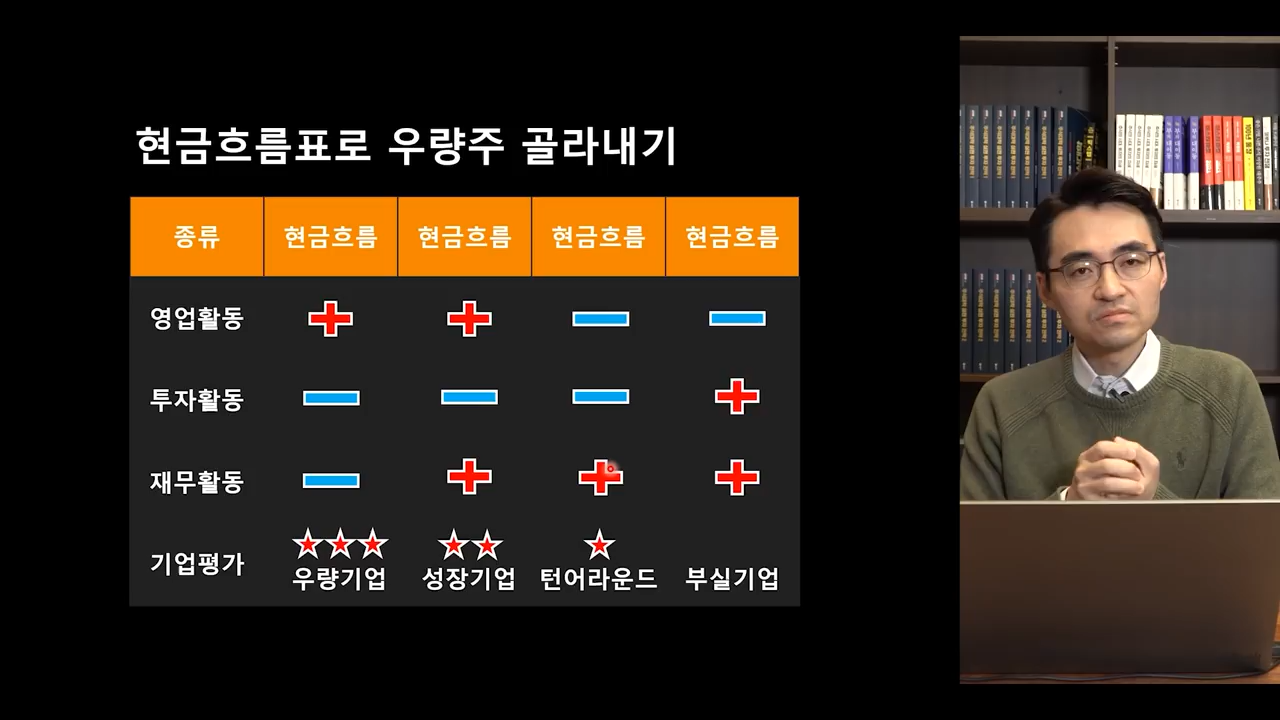 현금흐름표로 우량주 골라내기
종류 현금흐름 현금흐름 현금흐름 현금흐름
영업활동 + + - -
투자활동 - - - +
재무활동 - + + +
기업평가 ★★★ ★★ ★
우량기업 성장기업 턴어라운드 부실기업